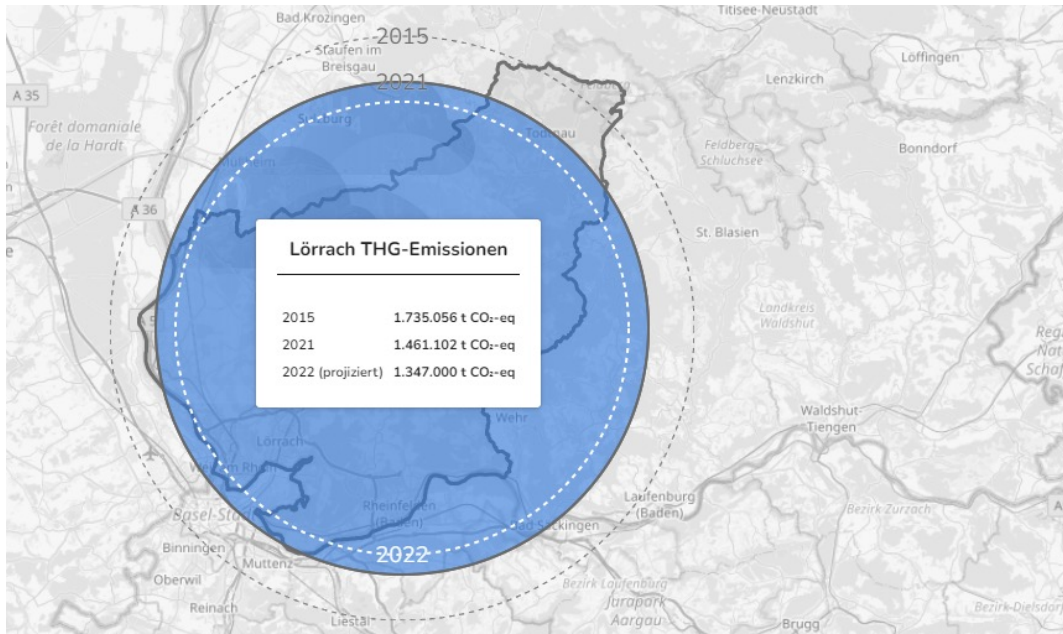 Bad Krozingen
Titisee-Neustadt
2015
Staufen im
Breisgau
Löffingen
2021
Feldberg
Lenzkirch
A 35
Sulzburg
Forêt domaniale
de la Hardt
Todtnau
Feldberg-
Schluchsee
Bonndorf
Müllheim
A 36
St. Blasien
Lörrach THG-Emissionen
Landkreis
Waldshut
2015 1.735.056 t CO₂-eq
A 5
2021 1.461.102 t CO₂-eq
2022 (projiziert) 1.347.000 t CO₂-eq
Wehr
Waldshut-
Tiengen
Lörrach
Weil am Rhein
Rheinfelden
(Baden)
Laufenburg
(Baden)
Basel-Stadt
Bad Säckingen
Bezirk Zurzach
Binningen
2022
Muttenz
Oberwil
Bezirk Laufenburg
Jurapark
Aargau
Reinach
Bezirk Dielsdorf
Liestal
Brugg